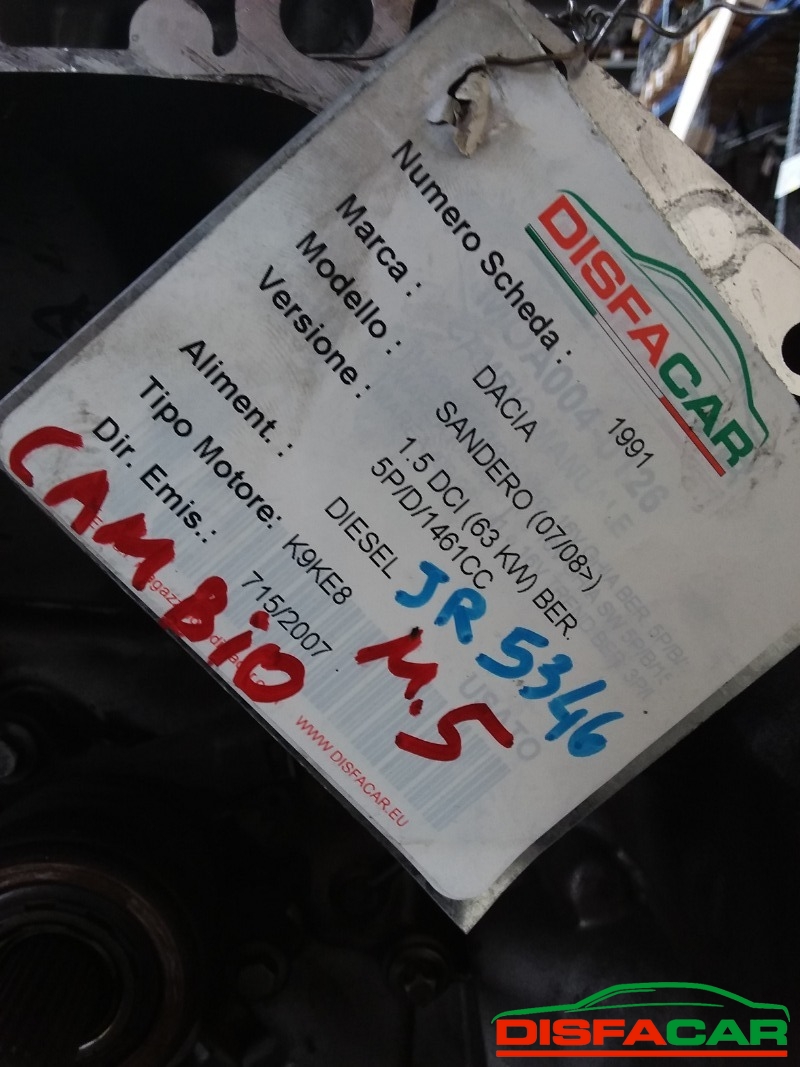 DISFACAR
Numero Scheda : 1991
Marca : DACIA
Modello : SANDERO (07/08>)
Versione : 1.5 DCI (63 KW) BER.
5P/D/1461CC
Aliment. : DIESEL
Tipo Motore: K9KE8
Dir. Emis.: 715/2007
JR 5346
CAMBiO M.5
WWW.DISFACAR.EU
DISFACAR